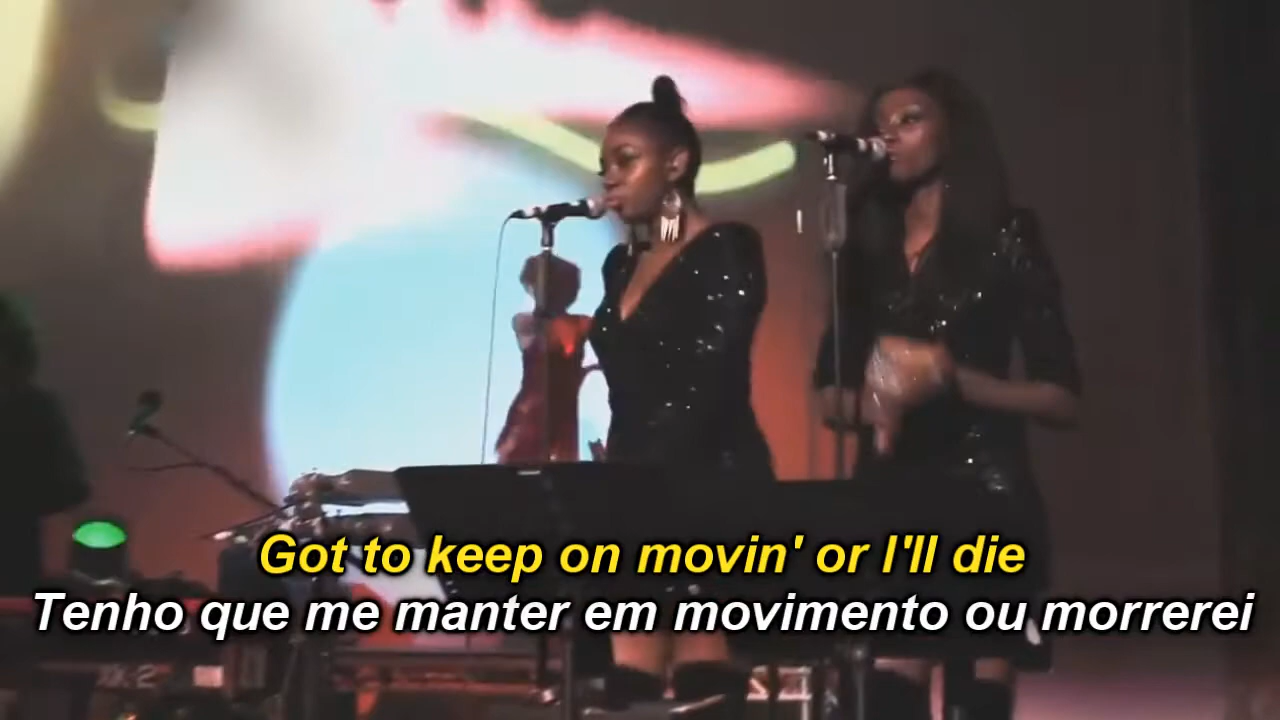 Got to keep on movin' or I'll die
Tenho que me manter em movimento ou morrerei